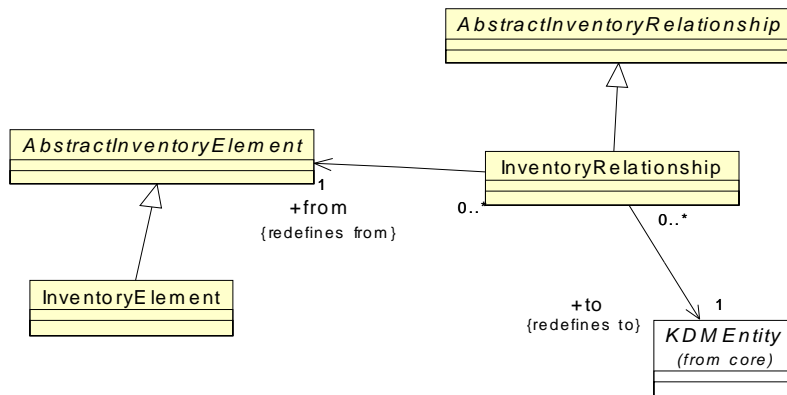 AbstractInventoryRelationship
AbstractInventoryElement
InventoryRelationship
1
+from
{redefines from}
0..*
0..*
InventoryElement
+to
{redefines to}
1
KDMEntity
(from core)